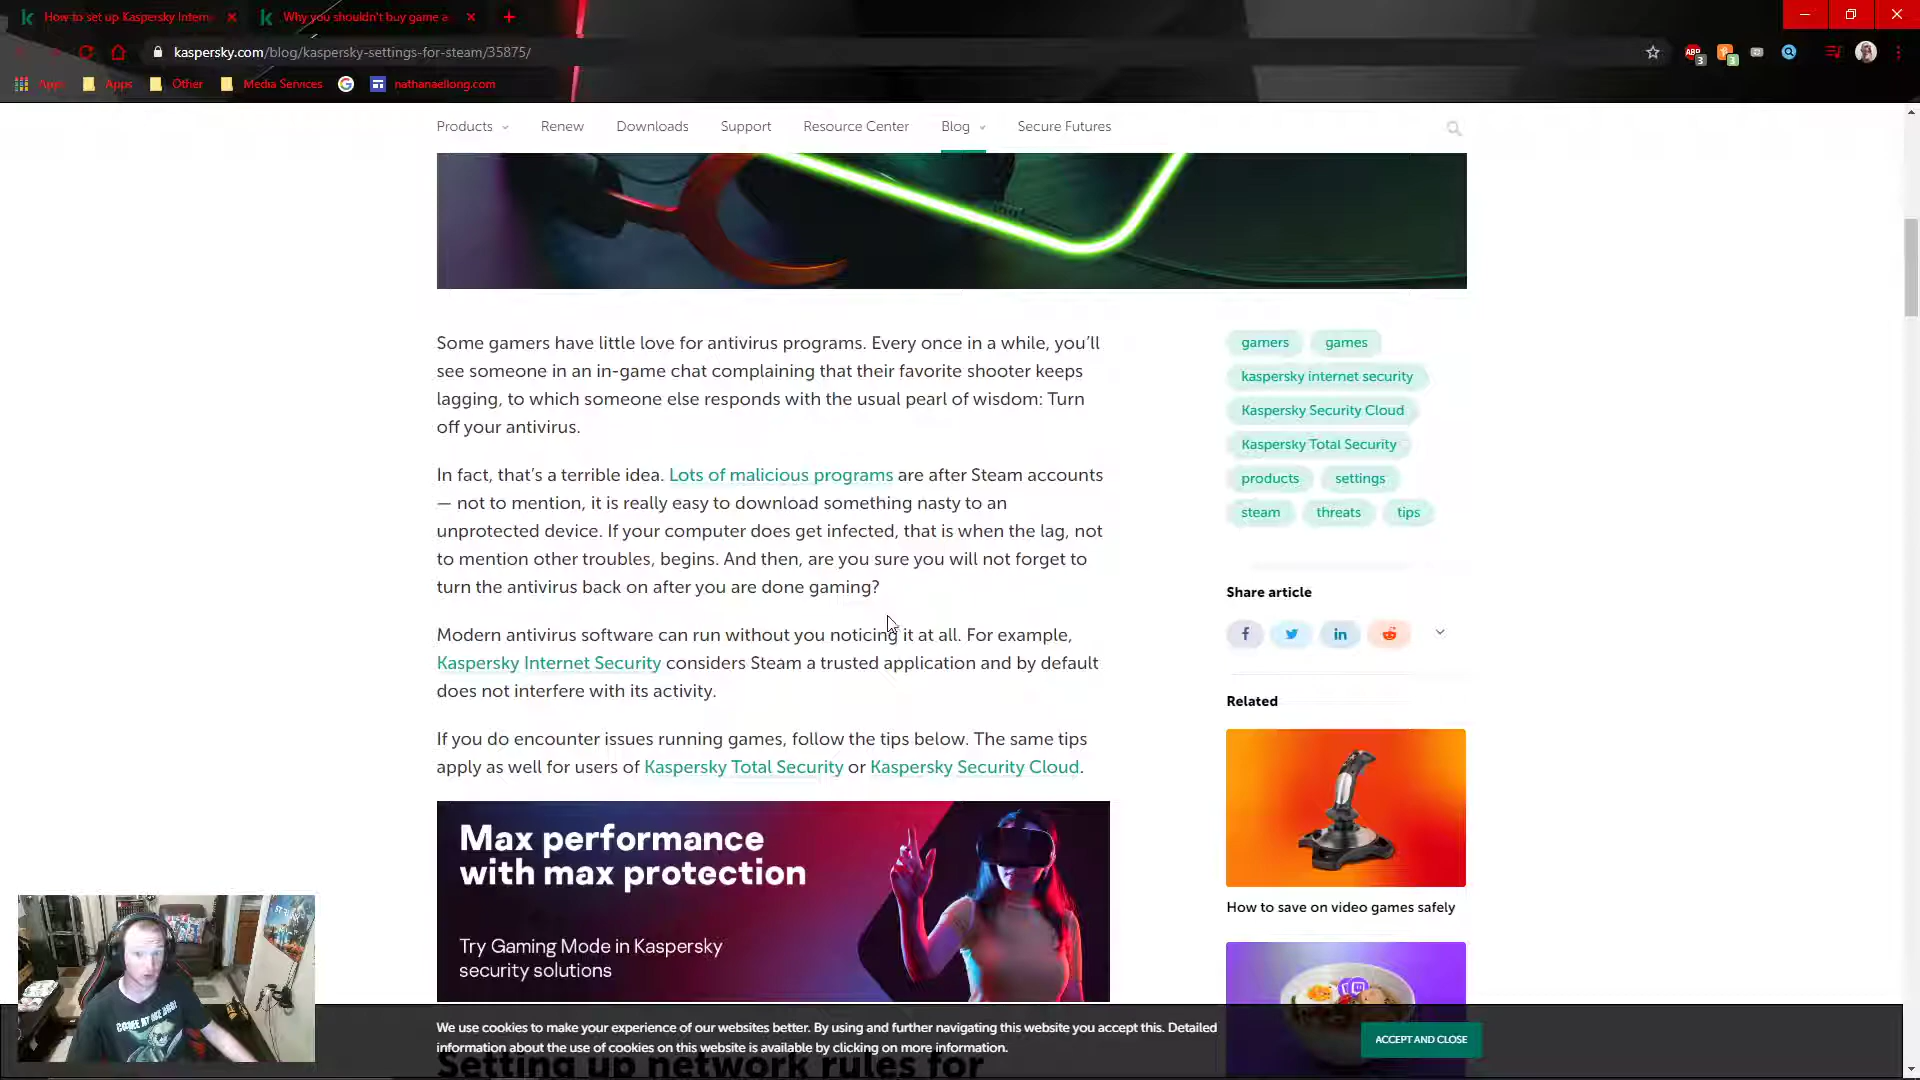 How to set up Kaspersky Intern
Why you shouldn't buy game a
kaspersky.com/blog/kaspersky-settings-for-steam/35875/
ABP
3
3
Apps
Apps
Other
Media Services
nathanaellong.com
Products
Renew
Downloads
Support
Resource Center
Blog
Secure Futures
Some gamers have little love for antivirus programs. Every once in a while, you'll
see someone in an in-game chat complaining that their favorite shooter keeps
lagging, to which someone else responds with the usual pearl of wisdom: Turn
off your antivirus.
In fact, that's a terrible idea. Lots of malicious programs are after Steam accounts
— not to mention, it is really easy to download something nasty to an
unprotected device. If your computer does get infected, that is when the lag, not
to mention other troubles, begins. And then, are you sure you will not forget to
turn the antivirus back on after you are done gaming?
Modern antivirus software can run without you noticing it at all. For example,
Kaspersky Internet Security considers Steam a trusted application and by default
does not interfere with its activity.
If you do encounter issues running games, follow the tips below. The same tips
apply as well for users of Kaspersky Total Security or Kaspersky Security Cloud.
Max performance
with max protection
Try Gaming Mode in Kaspersky
security solutions
Setting up network rules for
gamers games
kaspersky internet security
Kaspersky Security Cloud
Kaspersky Total Security
products settings
steam threats tips
Share article
Related
How to save on video games safely
We use cookies to make your experience of our websites better. By using and further navigating this website you accept this. Detailed
information about the use of cookies on this website is available by clicking on more information.
ACCEPT AND CLOSE